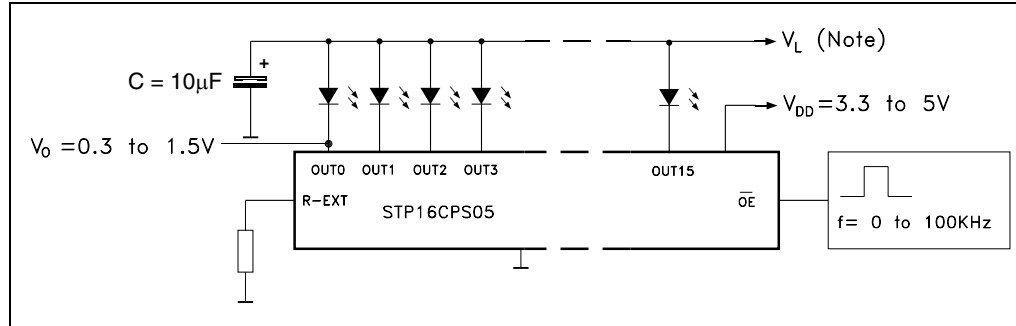 V_L (Note)
+
C = 10μF
V_DD=3.3 to 5V
V_O=0.3 to 1.5V
OUT0 OUT1 OUT2 OUT3 OUT15
R-EXT
STP16CPS05
O̅E̅
f= 0 to 100KHz